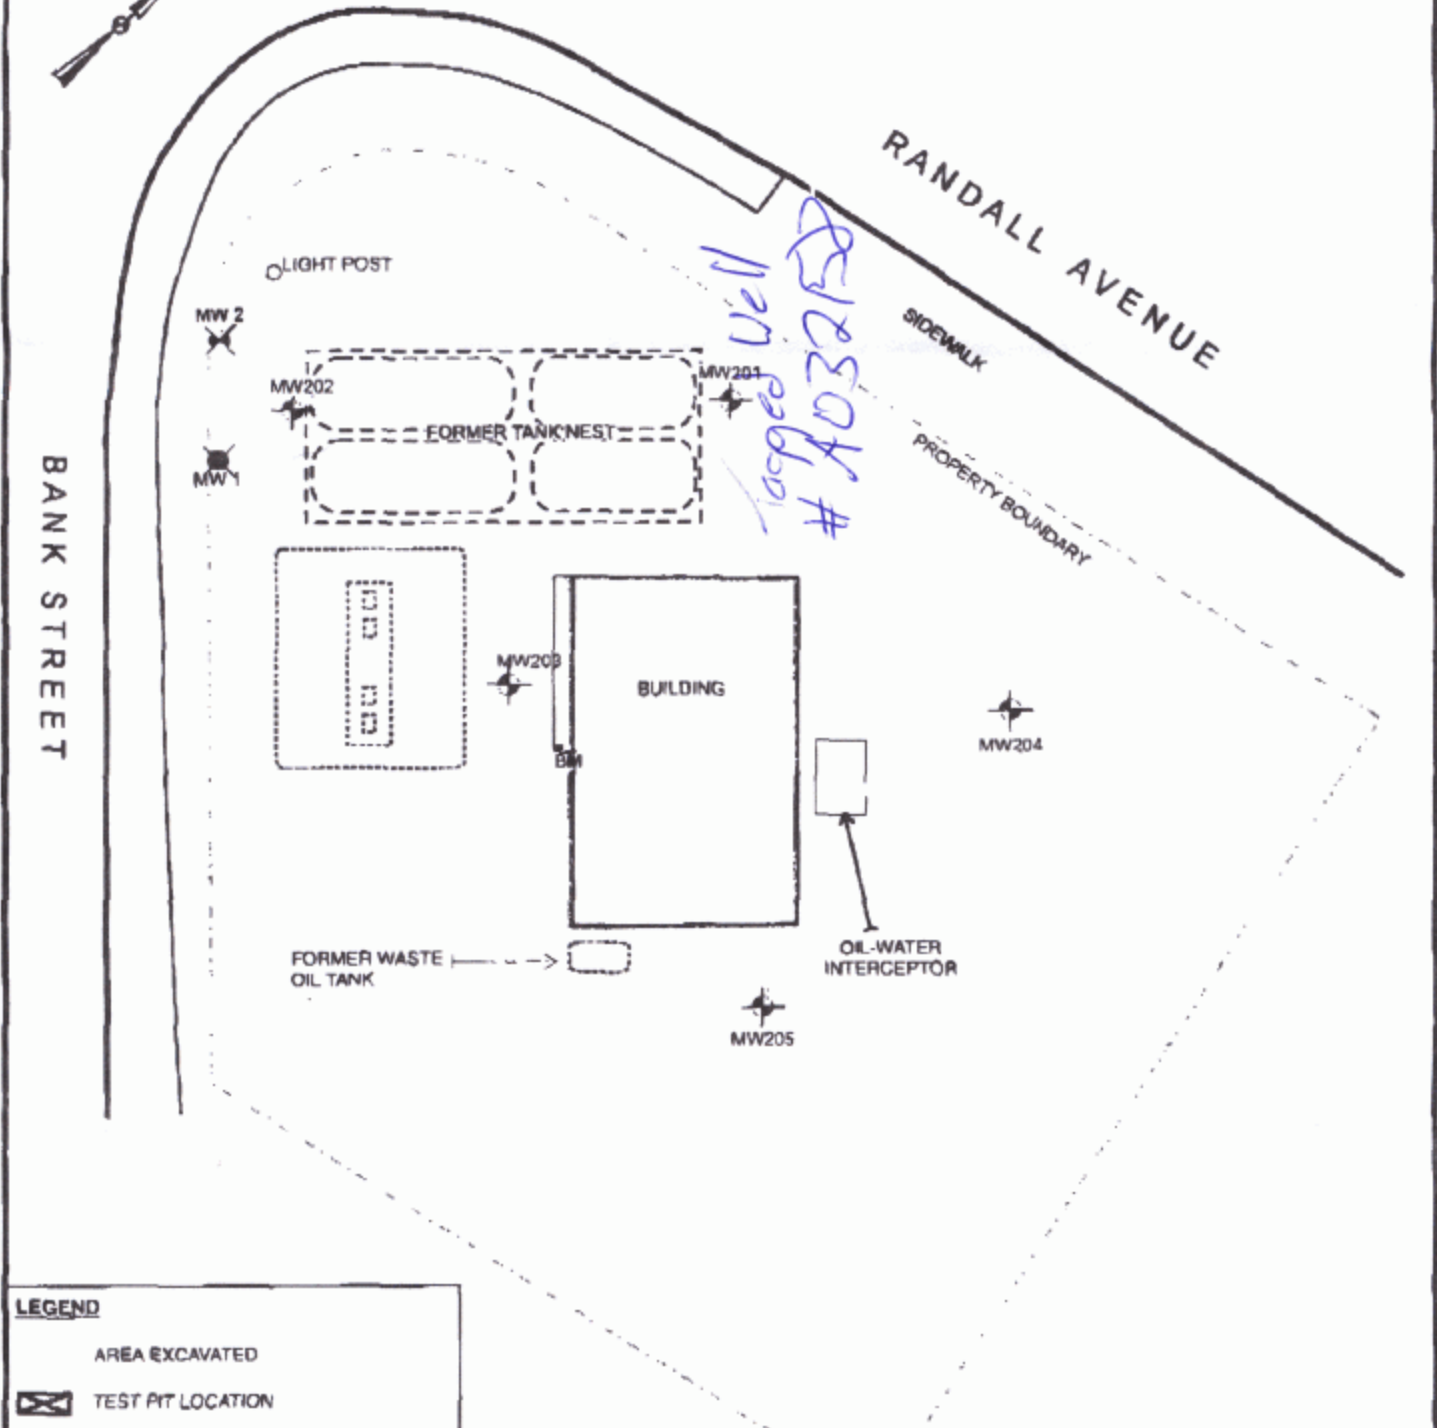 RANDALL AVENUE
LIGHT POST
MW 2
SIDEWALK
Tagged Well
MW202
MW201
FORMER TANK NEST
PROPERTY BOUNDARY
MW 1
BANK STREET
MW203
BUILDING
MW204
BM
FORMER WASTE
OIL TANK
OIL-WATER
INTERCEPTOR
MW205
LEGEND
AREA EXCAVATED
TEST PIT LOCATION